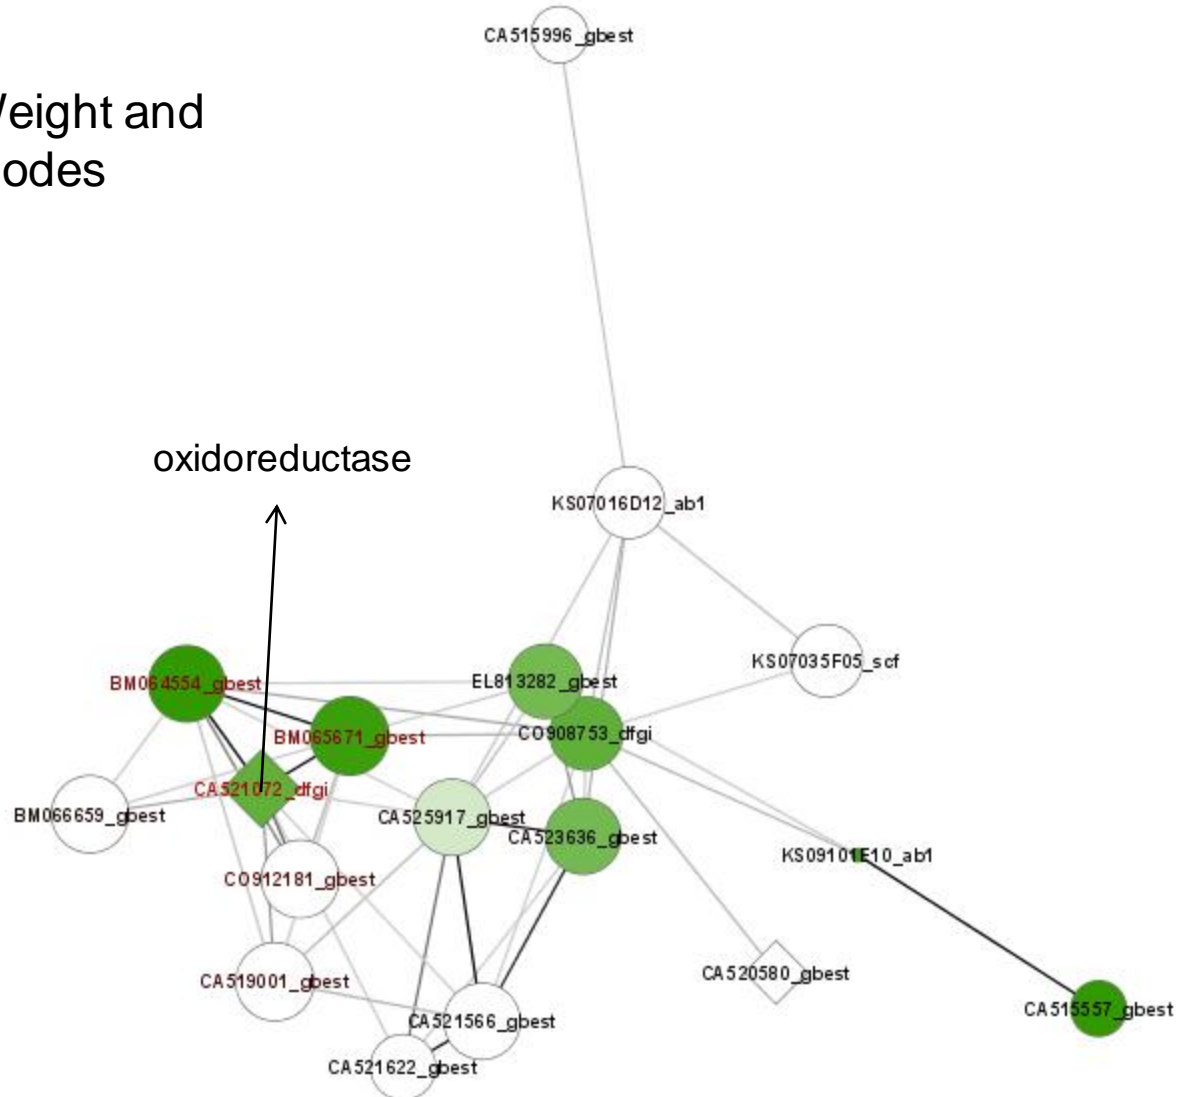 CA515996_gbest
Weight and
odes
oxidoreductase
KS07016D12_ab1
KS07035F05_scf
EL813282_gbest
BM064554_gbest
CO908753_dfgi
BM065671_gbest
CA521072_dfgi
BM066659_gbest
CA525917_gbest
CA523636_gbest
KS09101E10_ab1
CO912181_gbest
CA520580_gbest
CA519001_gbest
CA515557_gbest
CA521566_gbest
CA521622_gbest